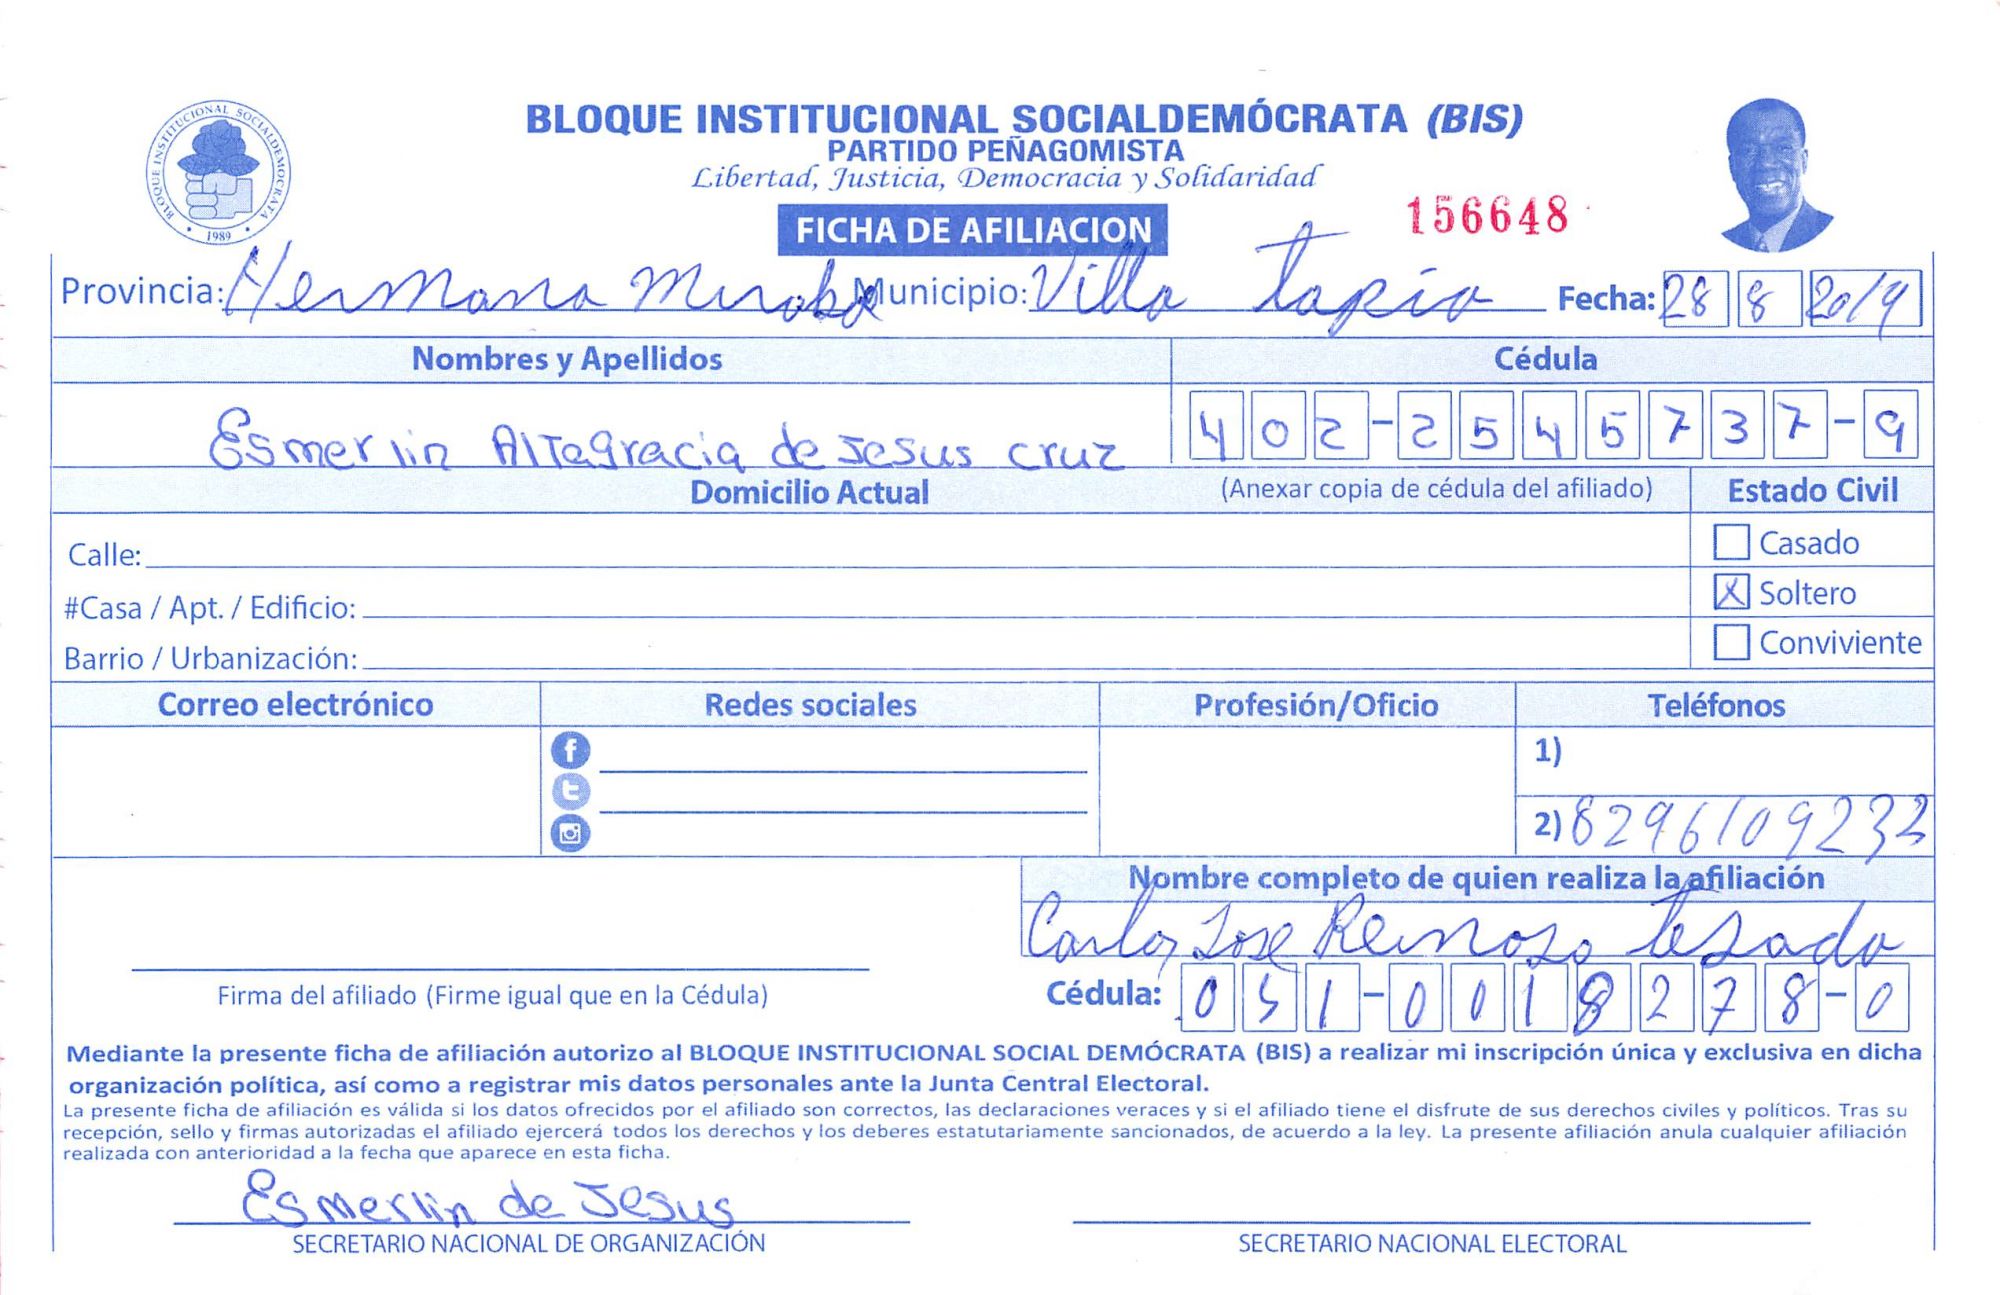 BLOQUE INSTITUCIONAL SOCIALDEMÓCRATA (BIS)
PARTIDO PEÑAGOMISTA
Libertad, Justicia, Democracia y Solidaridad
BLOQUE INSTITUCIONAL SOCIALDEMOCRATA
1989
FICHA DE AFILIACION
156648
Provincia: Hermana Mirabal Municipio: Villa Tapia Fecha: 28 8 2019
Nombres y Apellidos Cédula
Esmerlin Altagracia de Jesus cruz 402-2545737-9
Domicilio Actual (Anexar copia de cédula del afiliado) Estado Civil
Calle: Casado
#Casa / Apt. / Edificio: X Soltero
Barrio / Urbanización: Conviviente
Correo electrónico Redes sociales Profesión/Oficio Teléfonos
1)
2) 8296109233
Nombre completo de quien realiza la afiliación
Carlos Jose Reinoso
Firma del afiliado (Firme igual que en la Cédula) Cédula: 051-0018278-0
Mediante la presente ficha de afiliación autorizo al BLOQUE INSTITUCIONAL SOCIAL DEMÓCRATA (BIS) a realizar mi inscripción única y exclusiva en dicha
organización política, así como a registrar mis datos personales ante la Junta Central Electoral.
La presente ficha de afiliación es válida si los datos ofrecidos por el afiliado son correctos, las declaraciones veraces y si el afiliado tiene el disfrute de sus derechos civiles y políticos. Tras su
recepción, sello y firmas autorizadas el afiliado ejercerá todos los derechos y los deberes estatutariamente sancionados, de acuerdo a la ley. La presente afiliación anula cualquier afiliación
realizada con anterioridad a la fecha que aparece en esta ficha.
Esmerlin de Jesus
SECRETARIO NACIONAL DE ORGANIZACIÓN SECRETARIO NACIONAL ELECTORAL